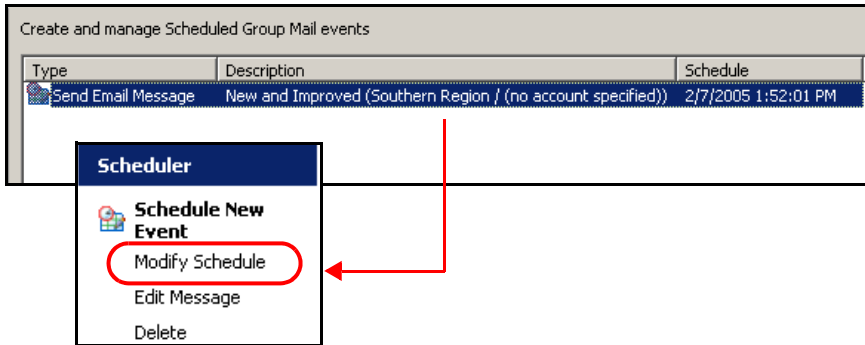 Create and manage Scheduled Group Mail events
Type Description Schedule
Send Email Message New and Improved (Southern Region / (no account specified)) 2/7/2005 1:52:01 PM
Scheduler
Schedule New
Event
Modify Schedule
Edit Message
Delete